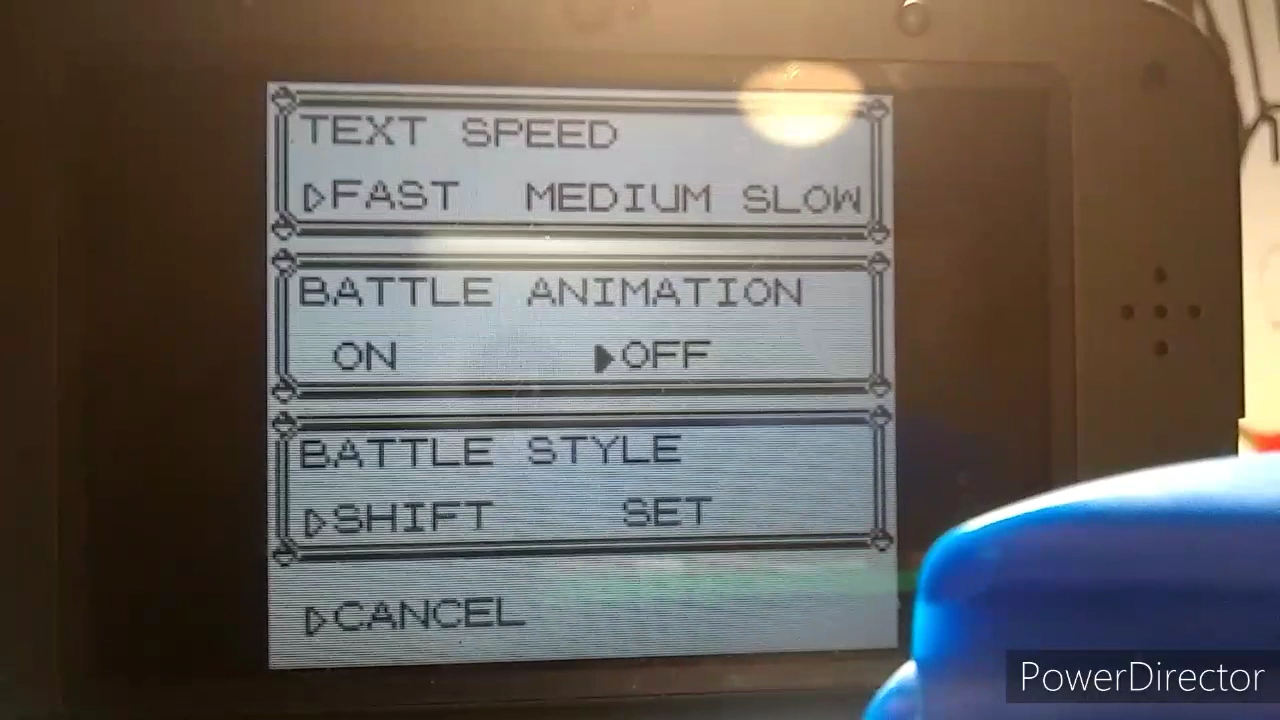 TEXT SPEED
▷FAST MEDIUM SLOW
BATTLE ANIMATION
ON ▶OFF
BATTLE STYLE
▷SHIFT SET
▷CANCEL
PowerDirector